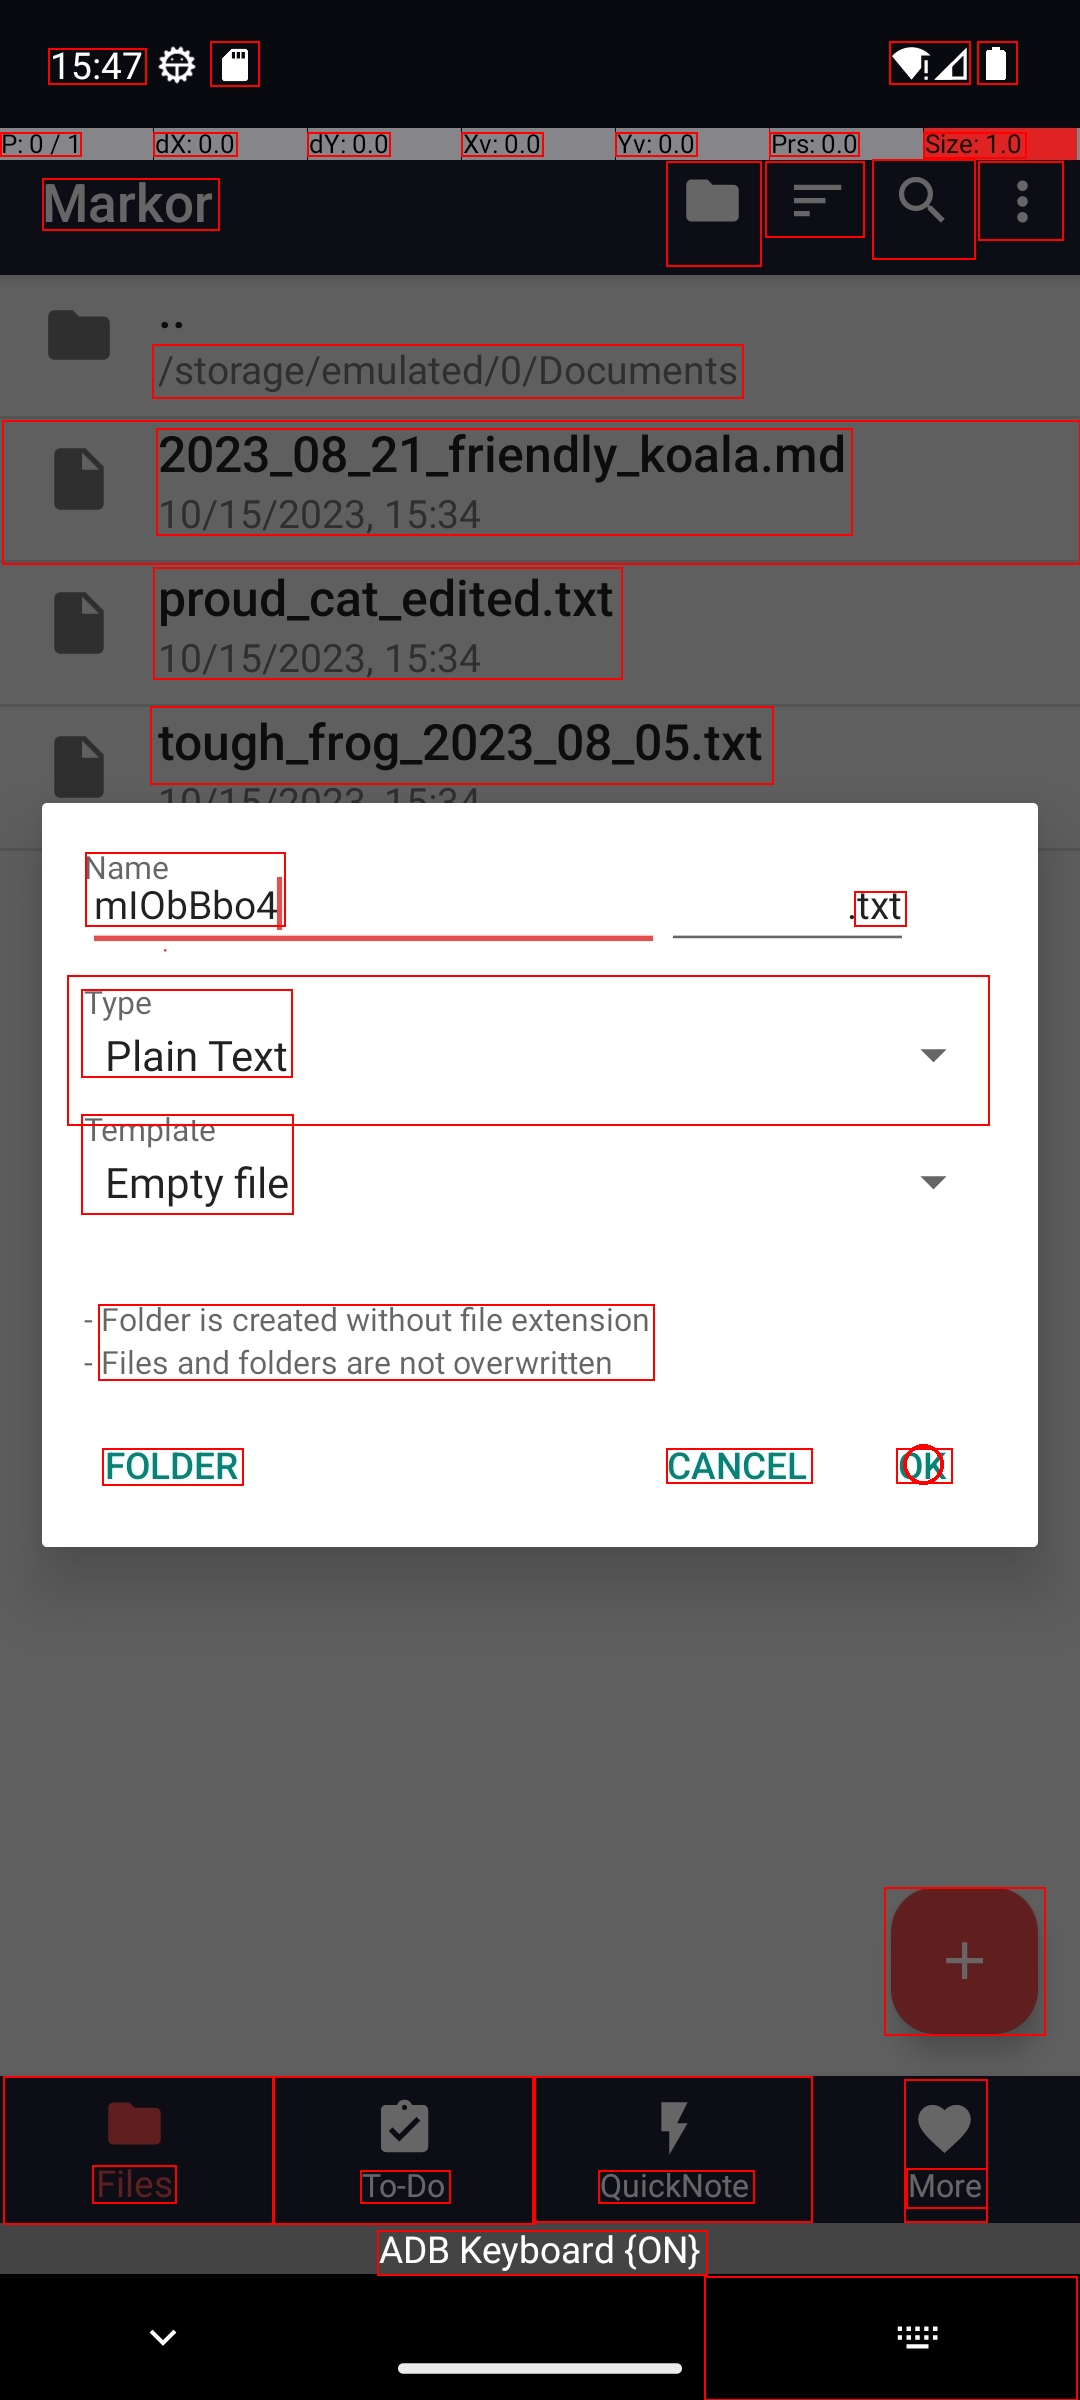 15:47
P: 0 / 1 dX: 0.0 dY: 0.0 Xv: 0.0 Yv: 0.0 Prs: 0.0 Size: 1.0
Markor
..
/storage/emulated/0/Documents
2023_08_21_friendly_koala.md
10/15/2023, 15:34
proud_cat_edited.txt
10/15/2023, 15:34
tough_frog_2023_08_05.txt
10/15/2023, 15:34
Name
mIObBbo4 .txt
Type
Plain Text
Template
Empty file
- Folder is created without file extension
- Files and folders are not overwritten
FOLDER CANCEL OK
Files To-Do QuickNote More
ADB Keyboard {ON}